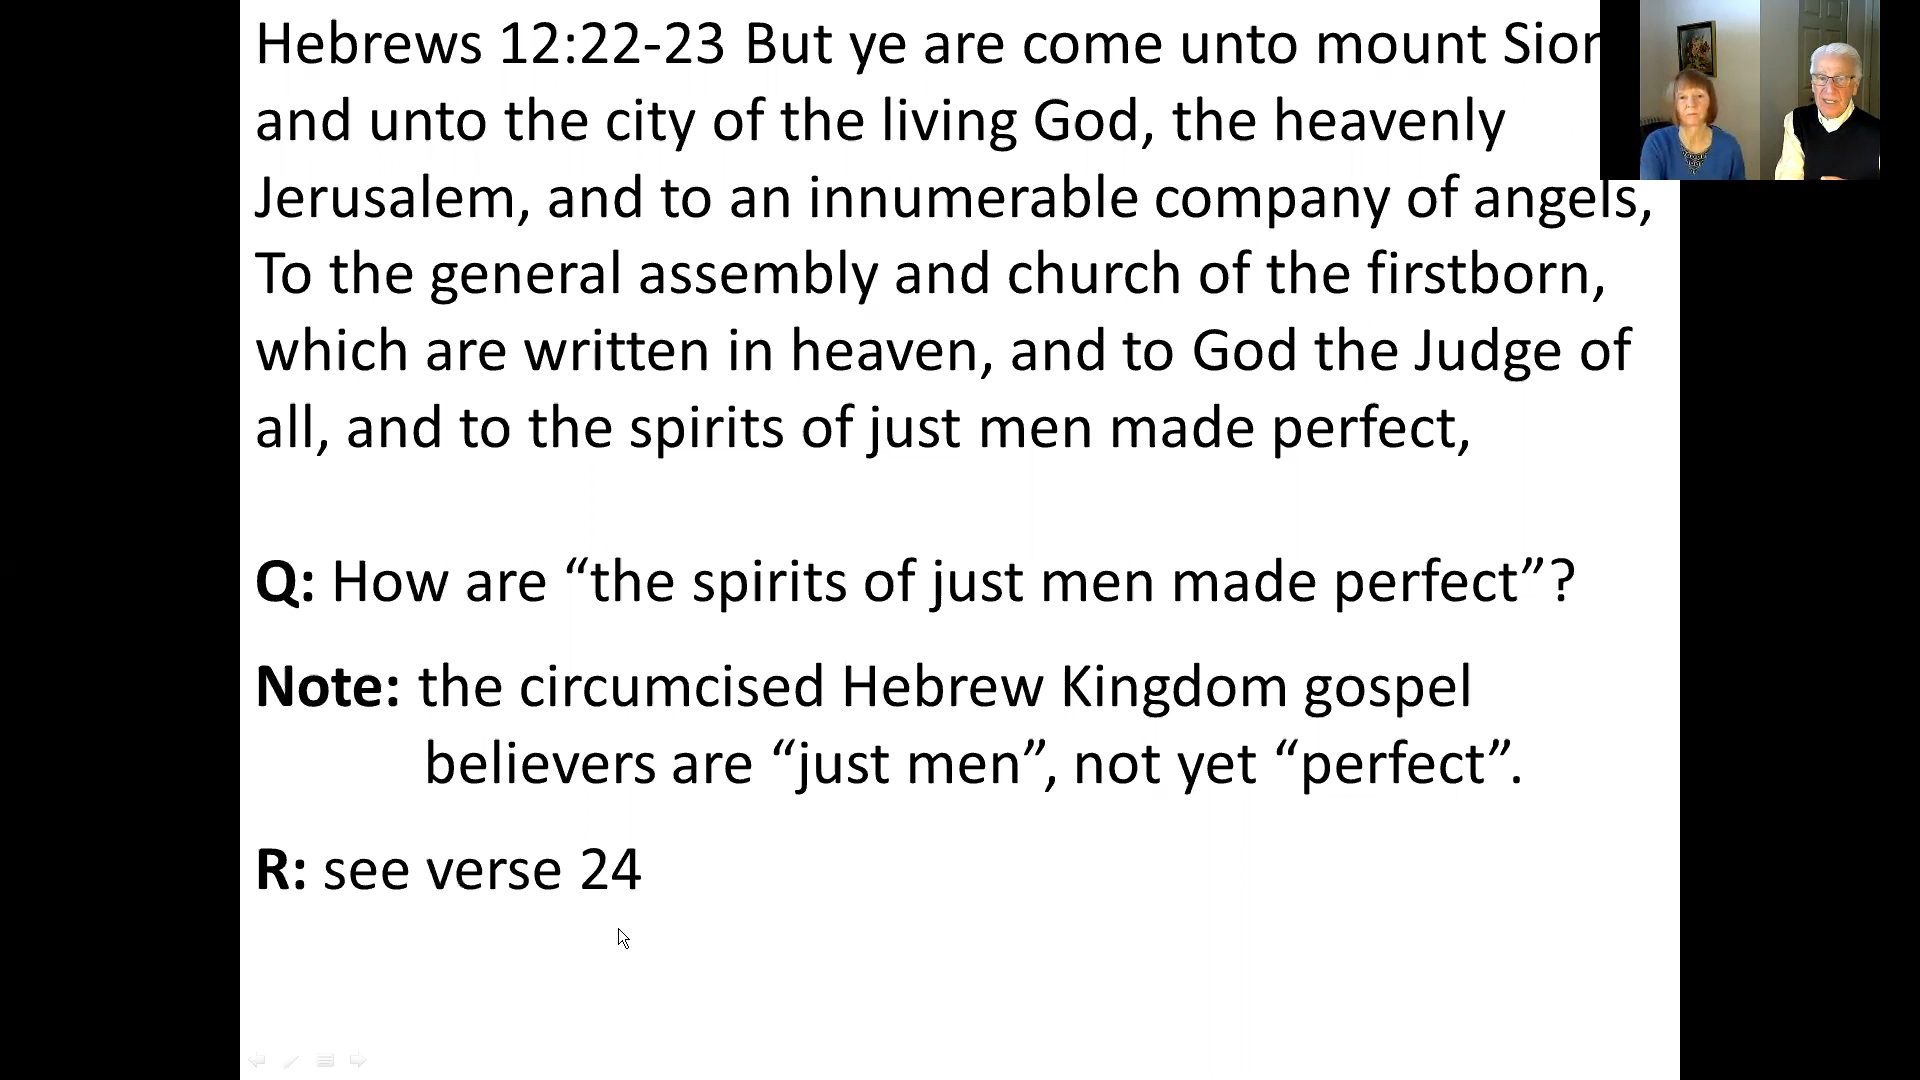 Hebrews 12:22-23 But ye are come unto mount Sion
and unto the city of the living God, the heavenly
Jerusalem, and to an innumerable company of angels,
To the general assembly and church of the firstborn,
which are written in heaven, and to God the Judge of
all, and to the spirits of just men made perfect,
Q: How are “the spirits of just men made perfect”?
Note: the circumcised Hebrew Kingdom gospel
believers are “just men”, not yet “perfect”.
R: see verse 24